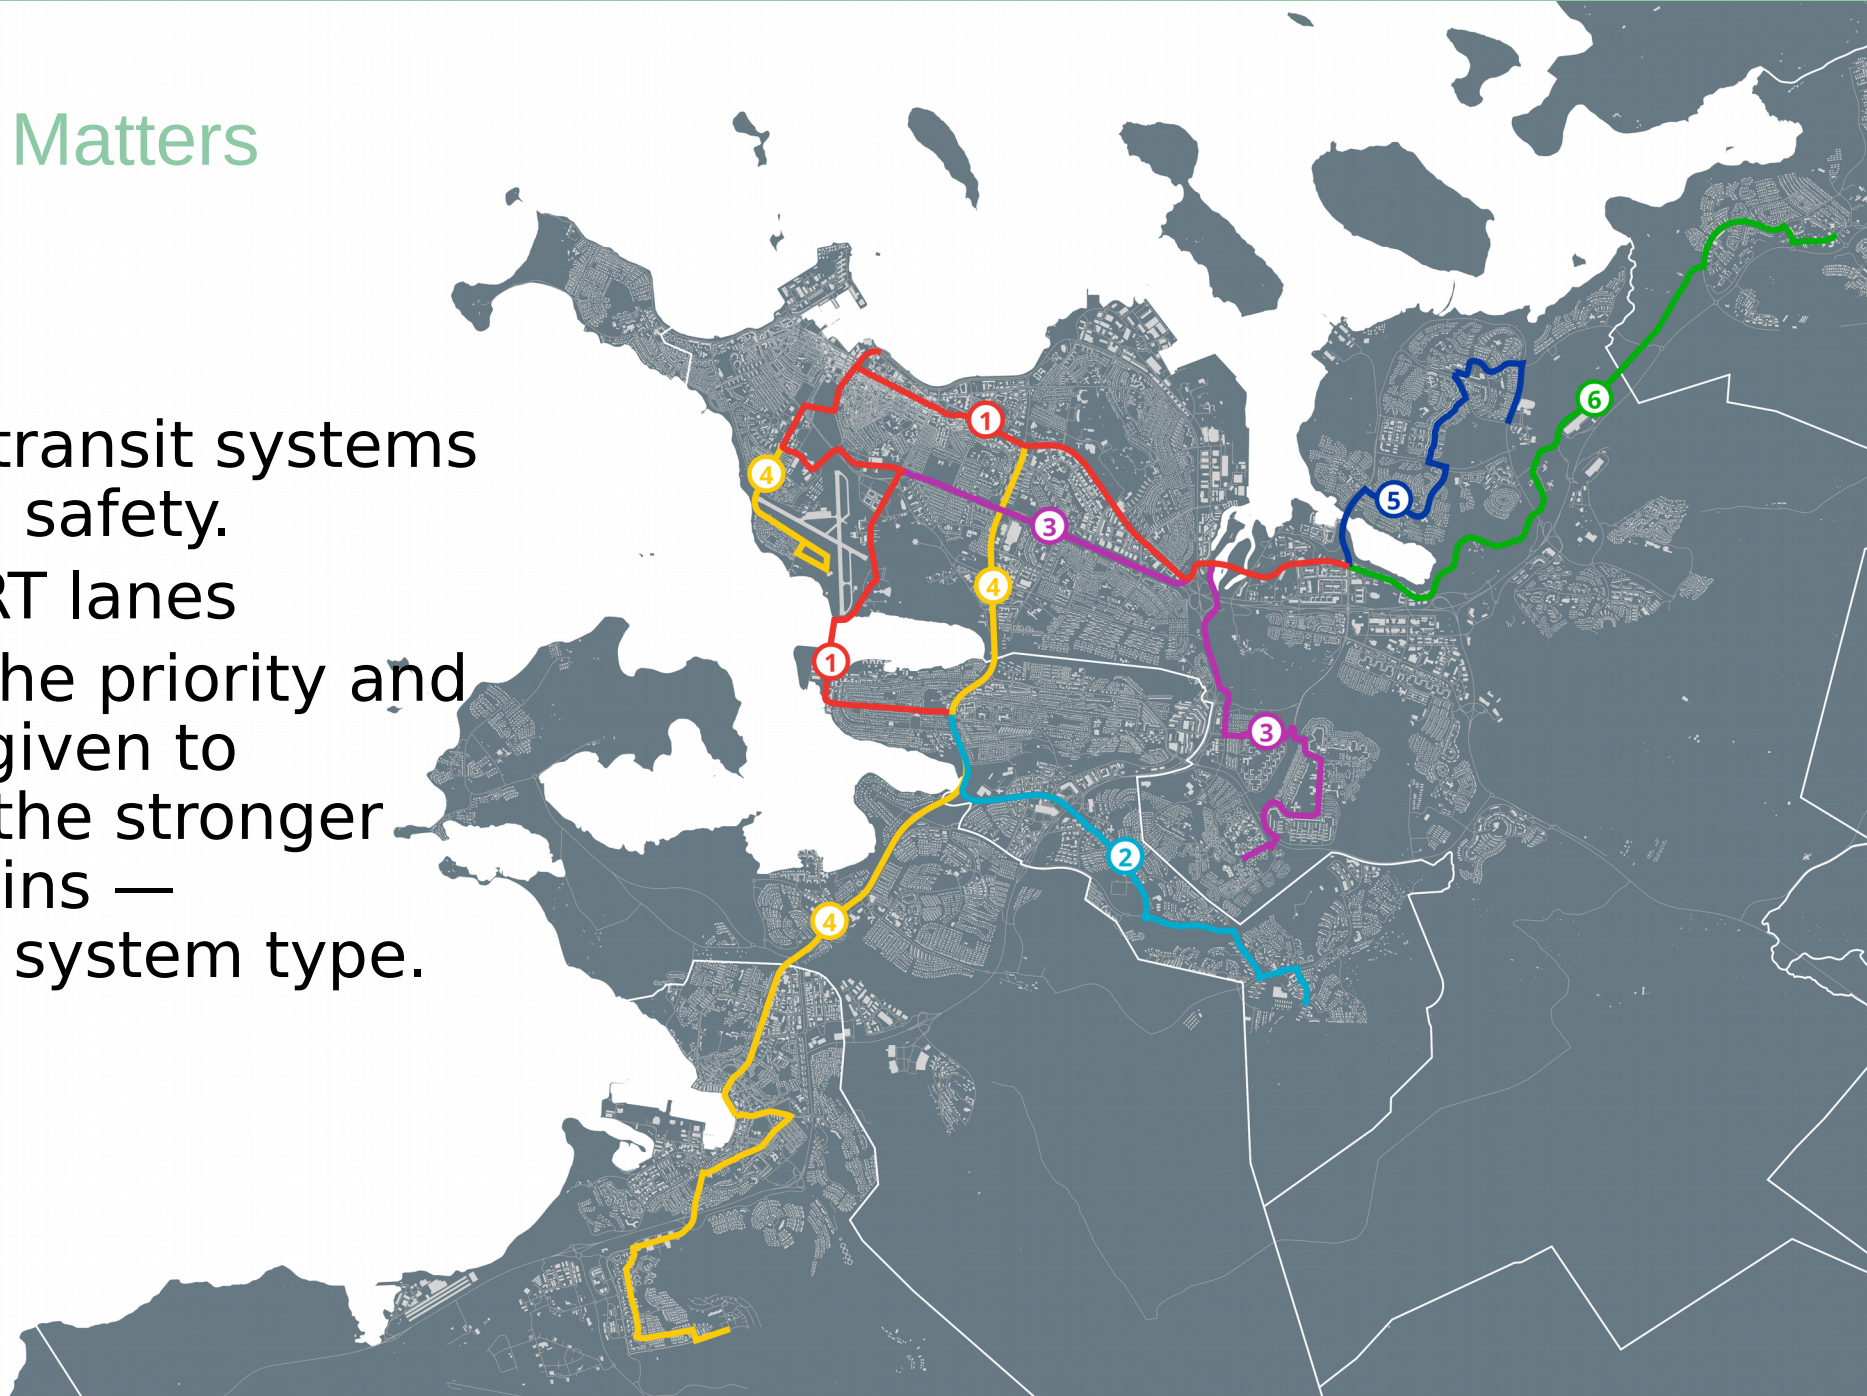 Matters
transit systems
safety.
RT lanes
he priority and
given to
the stronger
ins —
system type.
1
4
3
5
6
4
1
3
2
4